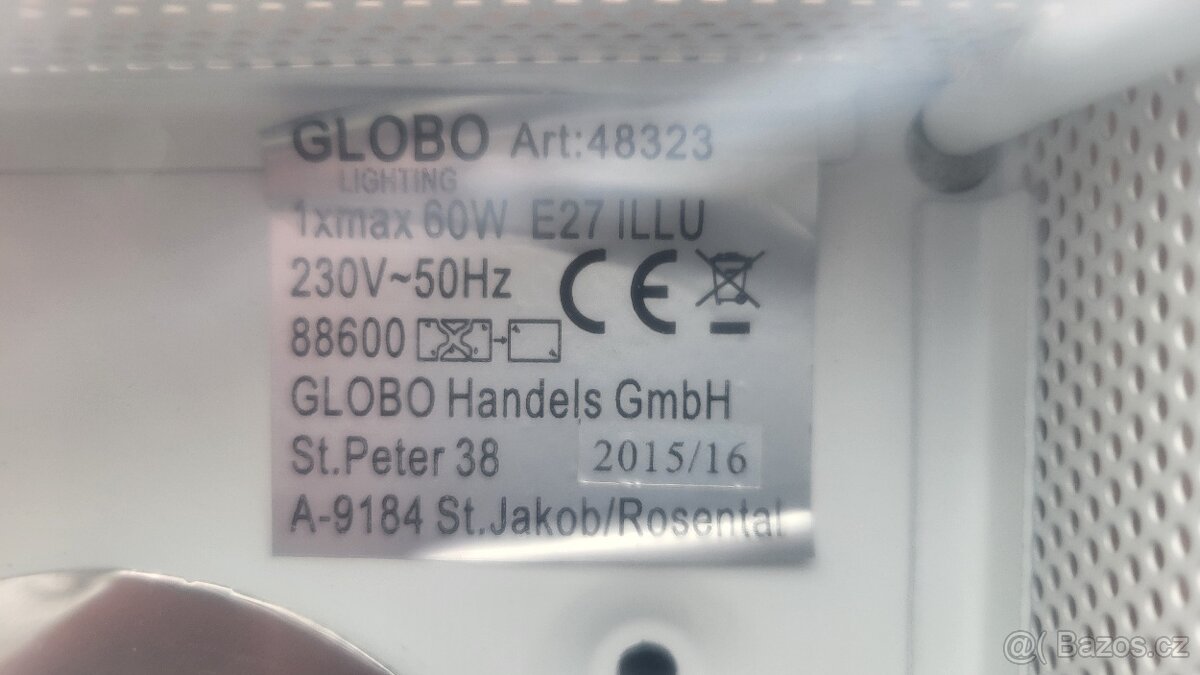 GLOBO Art:48323
LIGHTING
1xmax 60W E27 ILLU
230V~50Hz
88600
GLOBO Handels GmbH
St.Peter 38 2015/16
A-9184 St.Jakob/Rosental
@( Bazos.cz